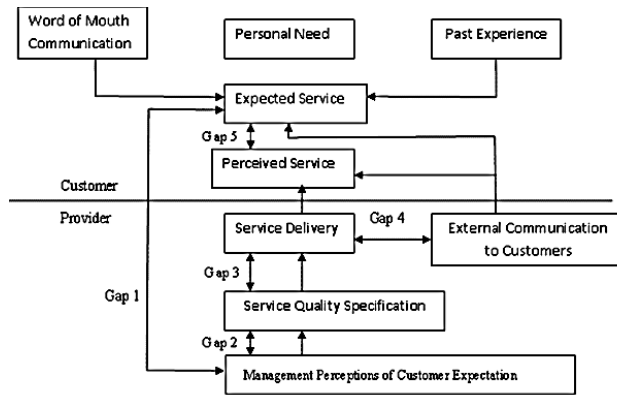 Word of Mouth
Communication
Personal Need
Past Experience
Expected Service
Gap 5
Perceived Service
Customer
Provider
Service Delivery
Gap 4
External Communication
to Customers
Gap 3
Gap 1
Service Quality Specification
Gap 2
Management Perceptions of Customer Expectation